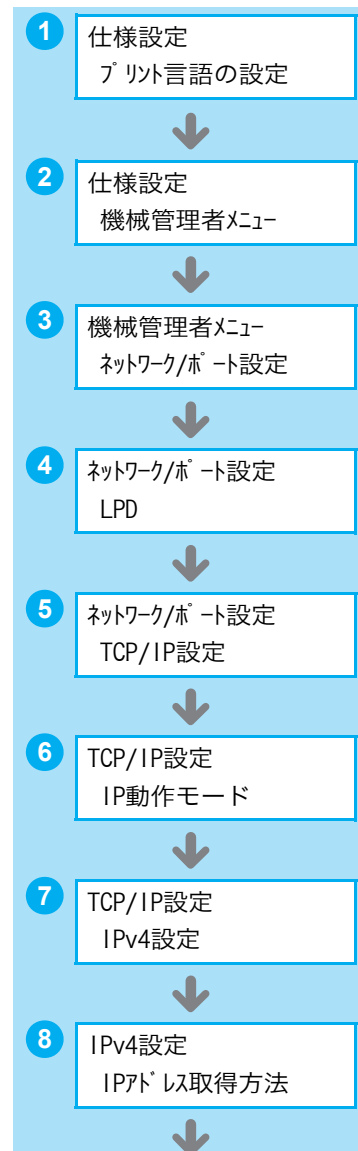 1
仕様設定
ﾌﾟﾘﾝﾄ言語の設定
2
仕様設定
機械管理者ﾒﾆｭｰ
3
機械管理者ﾒﾆｭｰ
ﾈｯﾄﾜｰｸ/ﾎﾟｰﾄ設定
4
ﾈｯﾄﾜｰｸ/ﾎﾟｰﾄ設定
LPD
5
ﾈｯﾄﾜｰｸ/ﾎﾟｰﾄ設定
TCP/IP設定
6
TCP/IP設定
IP動作モード
7
TCP/IP設定
IPv4設定
8
IPv4設定
IPｱﾄﾞﾚｽ取得方法